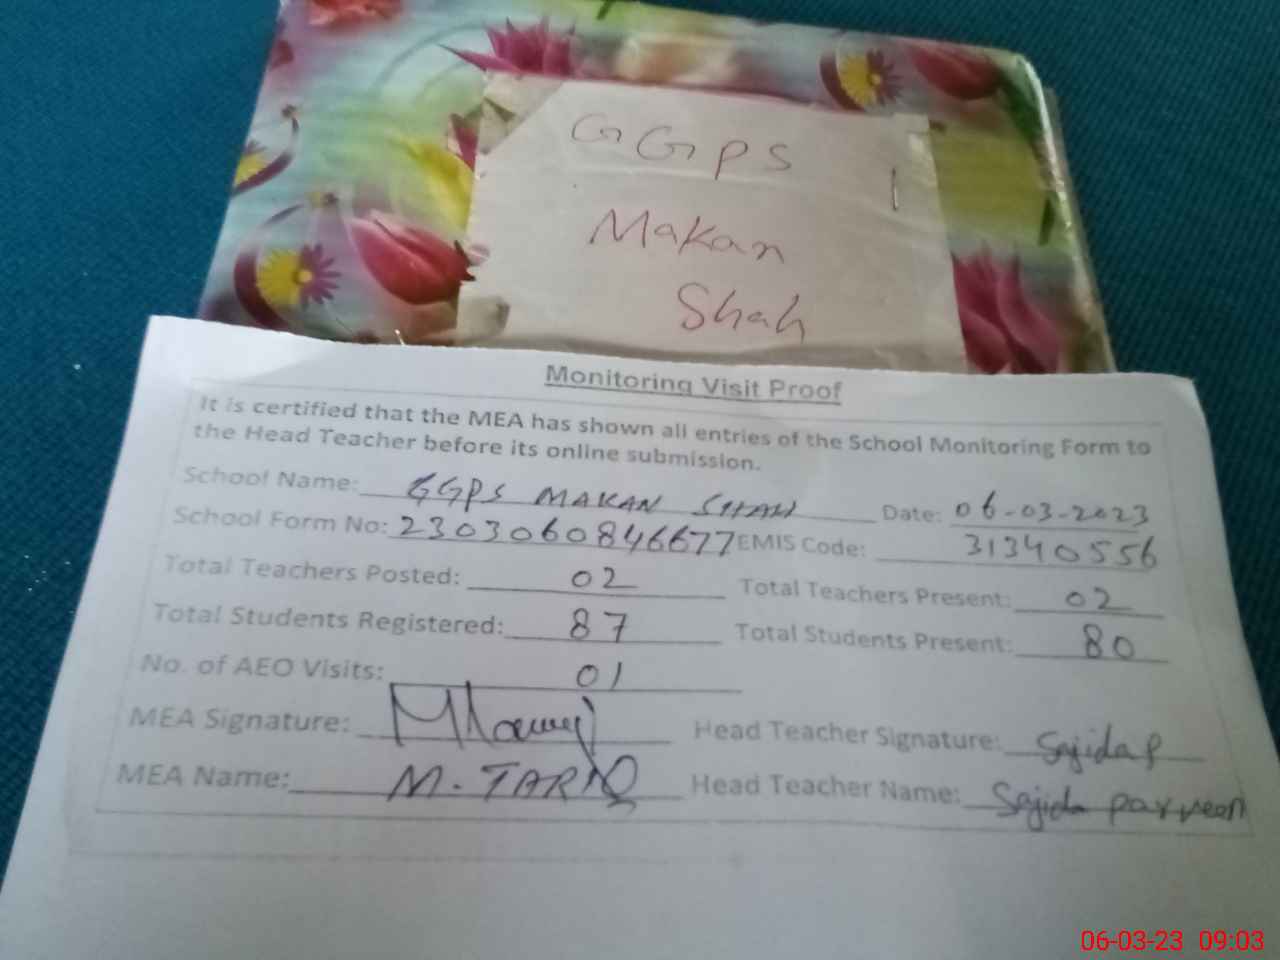 GGPS
Makan
Shah
Monitoring Visit Proof
It is certified that the MEA has shown all entries of the School Monitoring Form to
the Head Teacher before its online submission.
School Name: GGPS MAKAN SHAH Date: 06-03-2023
School Form No: 2303060846677 EMIS Code: 31340556
Total Teachers Posted: 02 Total Teachers Present: 02
Total Students Registered: 87 Total Students Present: 80
No. of AEO Visits: 01
MEA Signature: Head Teacher Signature: Sajida P
MEA Name: M. TARIQ Head Teacher Name: Sajida parveen
06-03-23 09:03